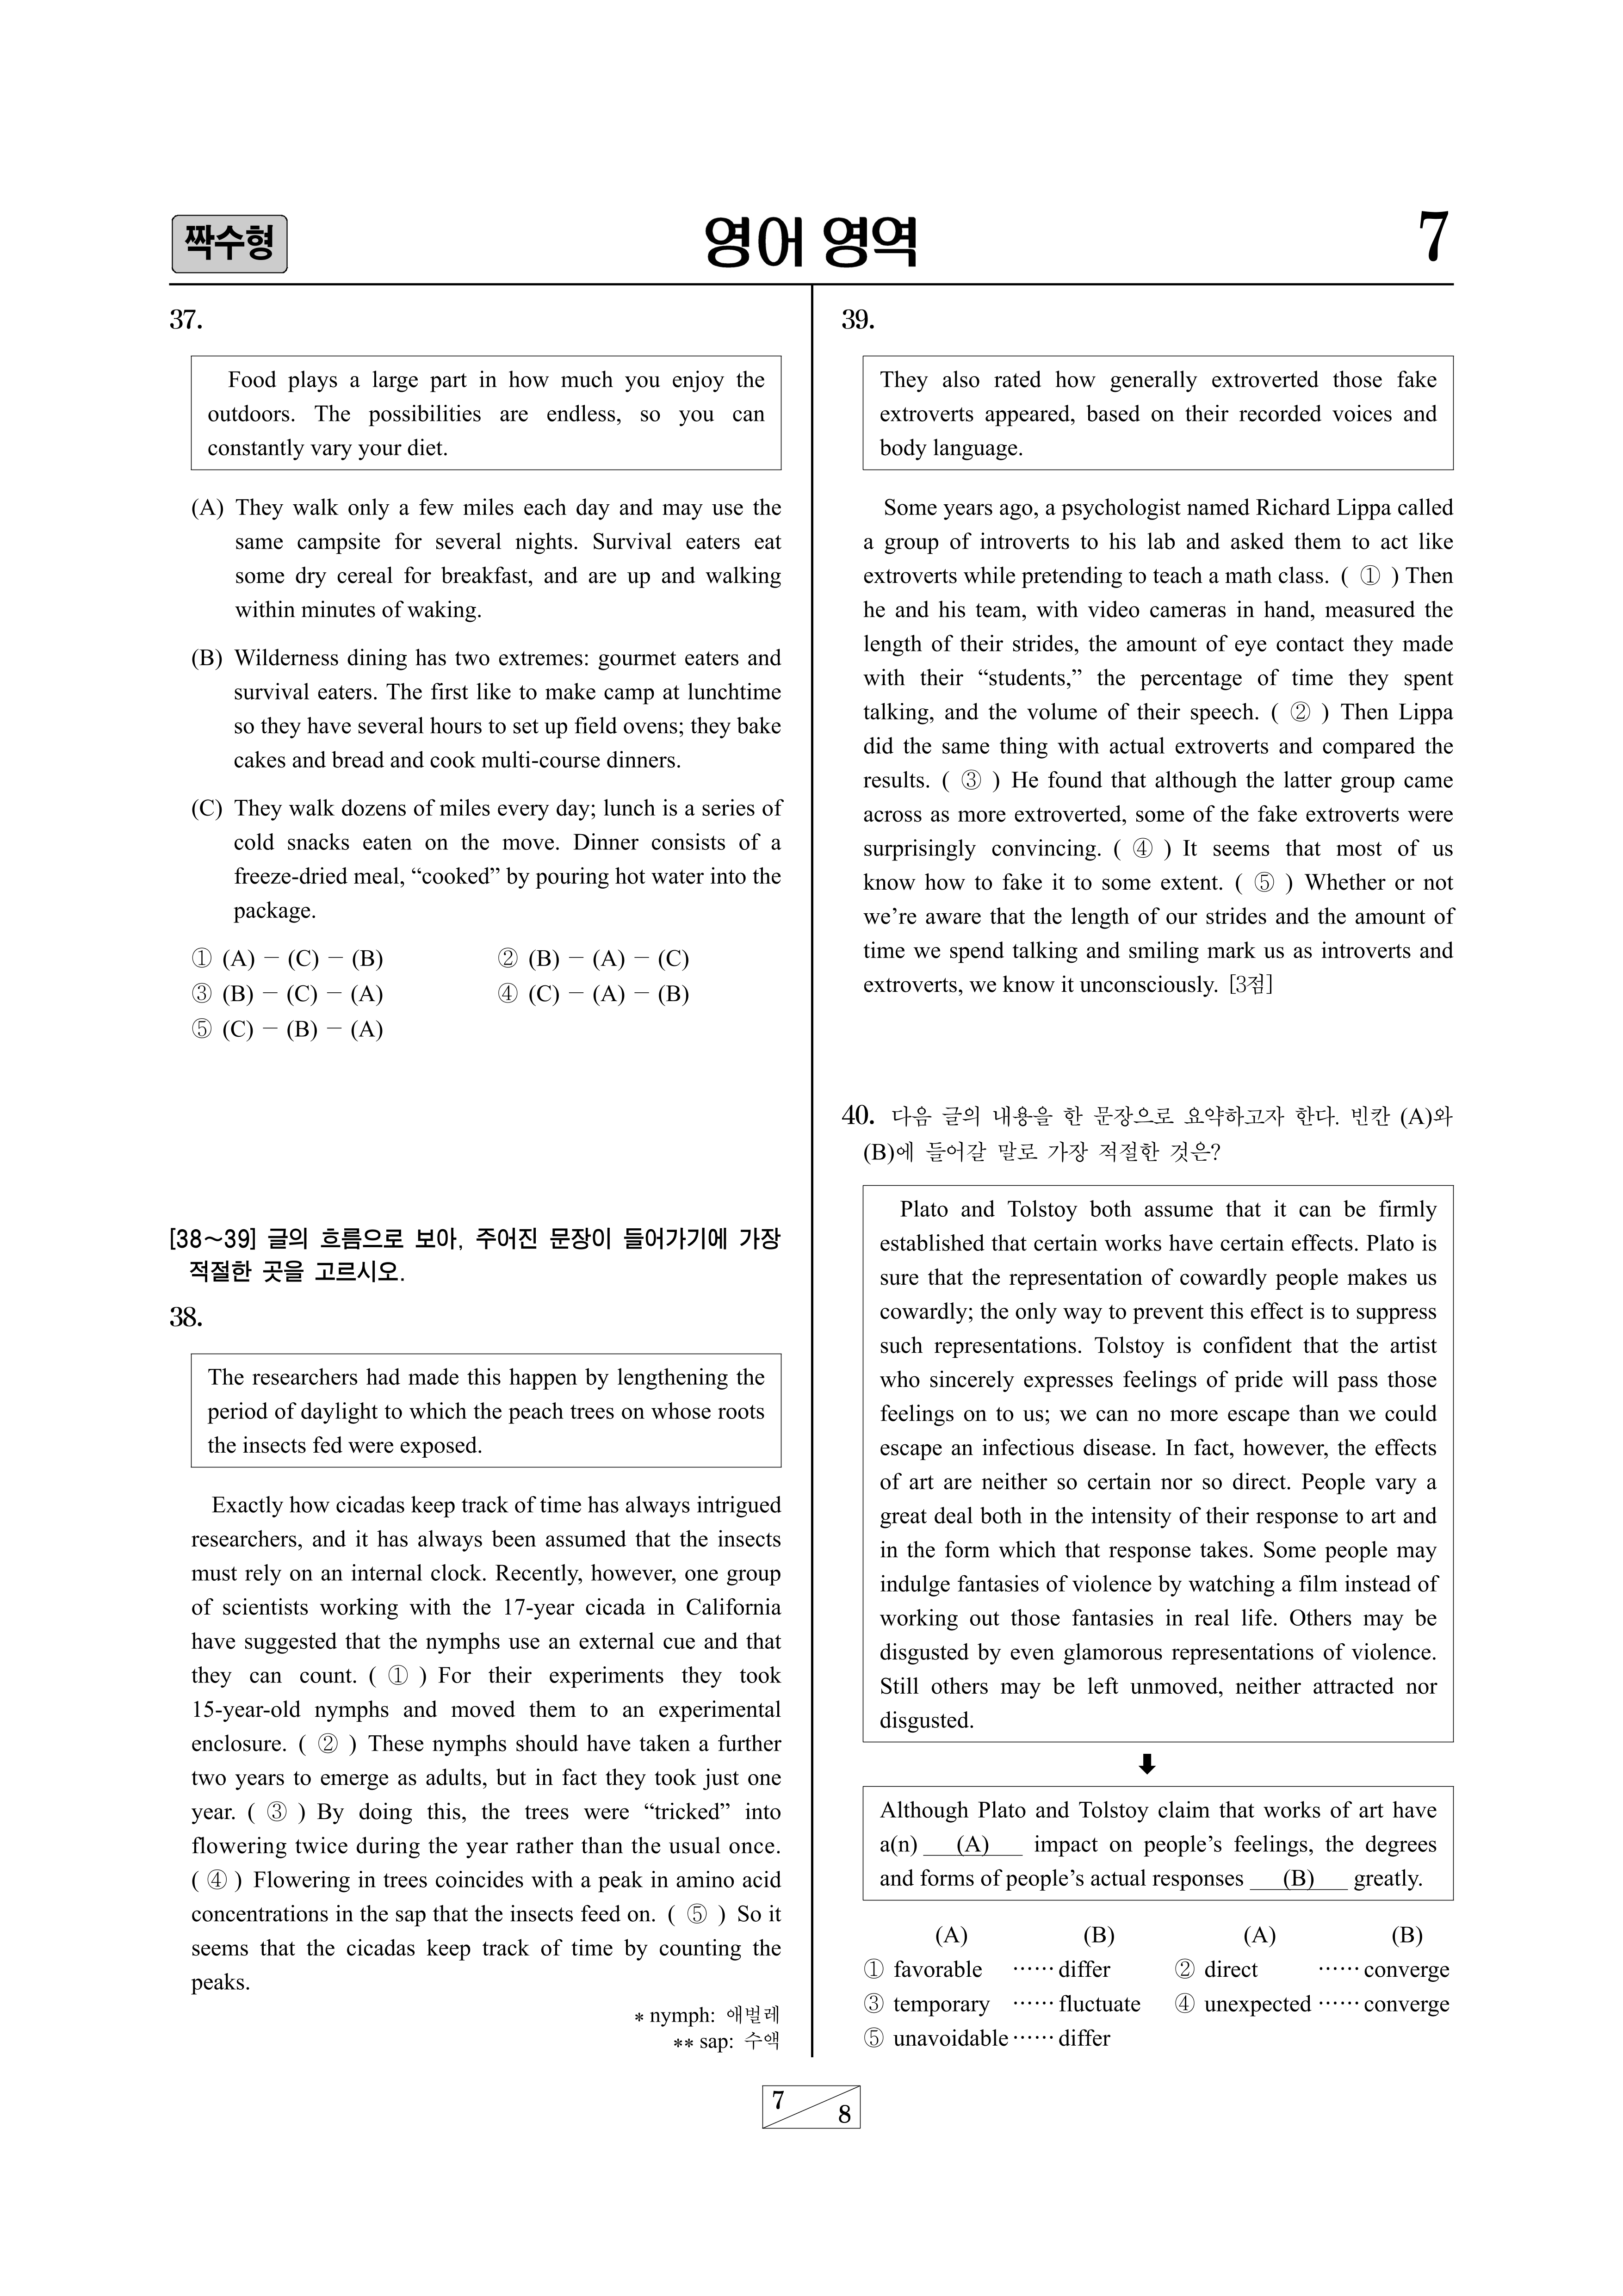 짝수형
영어 영역
7
37.
Food plays a large part in how much you enjoy the
outdoors. The possibilities are endless, so you can
constantly vary your diet.
(A) They walk only a few miles each day and may use the
same campsite for several nights. Survival eaters eat
some dry cereal for breakfast, and are up and walking
within minutes of waking.
(B) Wilderness dining has two extremes: gourmet eaters and
survival eaters. The first like to make camp at lunchtime
so they have several hours to set up field ovens; they bake
cakes and bread and cook multi-course dinners.
(C) They walk dozens of miles every day; lunch is a series of
cold snacks eaten on the move. Dinner consists of a
freeze-dried meal, “cooked” by pouring hot water into the
package.
① (A) － (C) － (B) ② (B) － (A) － (C)
③ (B) － (C) － (A) ④ (C) － (A) － (B)
⑤ (C) － (B) － (A)
[38～39] 글의 흐름으로 보아, 주어진 문장이 들어가기에 가장
적절한 곳을 고르시오.
38.
The researchers had made this happen by lengthening the
period of daylight to which the peach trees on whose roots
the insects fed were exposed.
Exactly how cicadas keep track of time has always intrigued
researchers, and it has always been assumed that the insects
must rely on an internal clock. Recently, however, one group
of scientists working with the 17-year cicada in California
have suggested that the nymphs use an external cue and that
they can count. ( ① ) For their experiments they took
15-year-old nymphs and moved them to an experimental
enclosure. ( ② ) These nymphs should have taken a further
two years to emerge as adults, but in fact they took just one
year. ( ③ ) By doing this, the trees were “tricked” into
flowering twice during the year rather than the usual once.
( ④ ) Flowering in trees coincides with a peak in amino acid
concentrations in the sap that the insects feed on. ( ⑤ ) So it
seems that the cicadas keep track of time by counting the
peaks.
* nymph: 애벌레
** sap: 수액
39.
They also rated how generally extroverted those fake
extroverts appeared, based on their recorded voices and
body language.
Some years ago, a psychologist named Richard Lippa called
a group of introverts to his lab and asked them to act like
extroverts while pretending to teach a math class. ( ① ) Then
he and his team, with video cameras in hand, measured the
length of their strides, the amount of eye contact they made
with their “students,” the percentage of time they spent
talking, and the volume of their speech. ( ② ) Then Lippa
did the same thing with actual extroverts and compared the
results. ( ③ ) He found that although the latter group came
across as more extroverted, some of the fake extroverts were
surprisingly convincing. ( ④ ) It seems that most of us
know how to fake it to some extent. ( ⑤ ) Whether or not
we’re aware that the length of our strides and the amount of
time we spend talking and smiling mark us as introverts and
extroverts, we know it unconsciously. [3점]
40. 다음 글의 내용을 한 문장으로 요약하고자 한다. 빈칸 (A)와
(B)에 들어갈 말로 가장 적절한 것은?
Plato and Tolstoy both assume that it can be firmly
established that certain works have certain effects. Plato is
sure that the representation of cowardly people makes us
cowardly; the only way to prevent this effect is to suppress
such representations. Tolstoy is confident that the artist
who sincerely expresses feelings of pride will pass those
feelings on to us; we can no more escape than we could
escape an infectious disease. In fact, however, the effects
of art are neither so certain nor so direct. People vary a
great deal both in the intensity of their response to art and
in the form which that response takes. Some people may
indulge fantasies of violence by watching a film instead of
working out those fantasies in real life. Others may be
disgusted by even glamorous representations of violence.
Still others may be left unmoved, neither attracted nor
disgusted.
Although Plato and Tolstoy claim that works of art have
a(n) (A) impact on people’s feelings, the degrees
and forms of people’s actual responses (B) greatly.
(A) (B) (A) (B)
① favorable …… differ ② direct …… converge
③ temporary …… fluctuate ④ unexpected …… converge
⑤ unavoidable …… differ
7
8